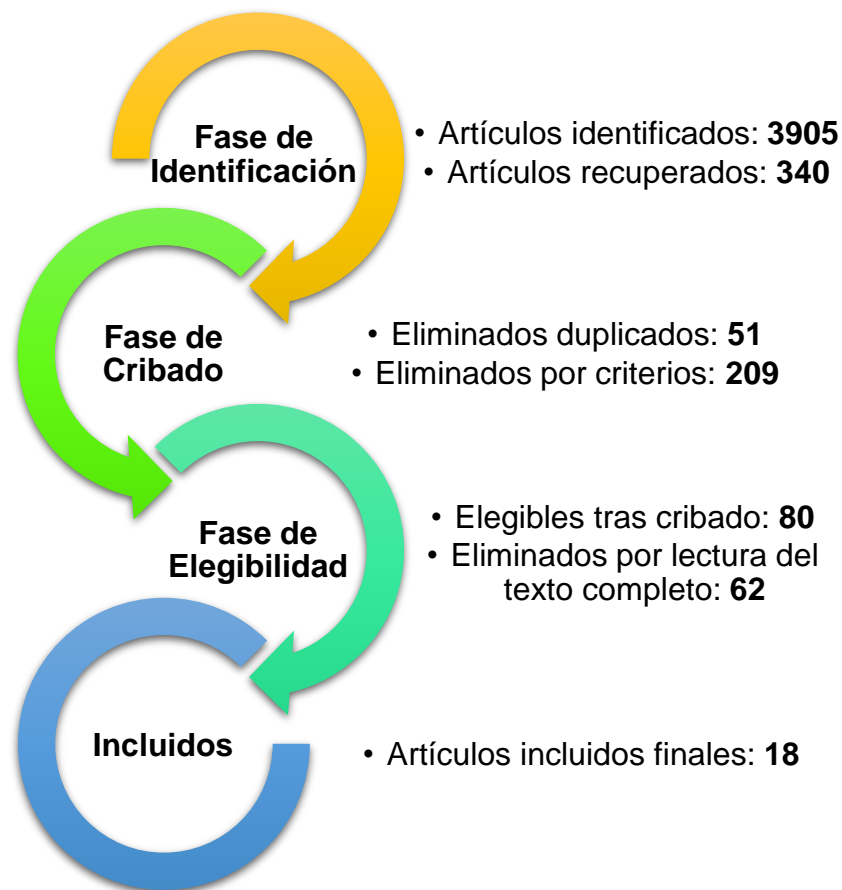 Fase de
Identificación
• Artículos identificados: 3905
• Artículos recuperados: 340
Fase de
Cribado
• Eliminados duplicados: 51
• Eliminados por criterios: 209
Fase de
Elegibilidad
• Elegibles tras cribado: 80
• Eliminados por lectura del
texto completo: 62
Incluidos
• Artículos incluidos finales: 18